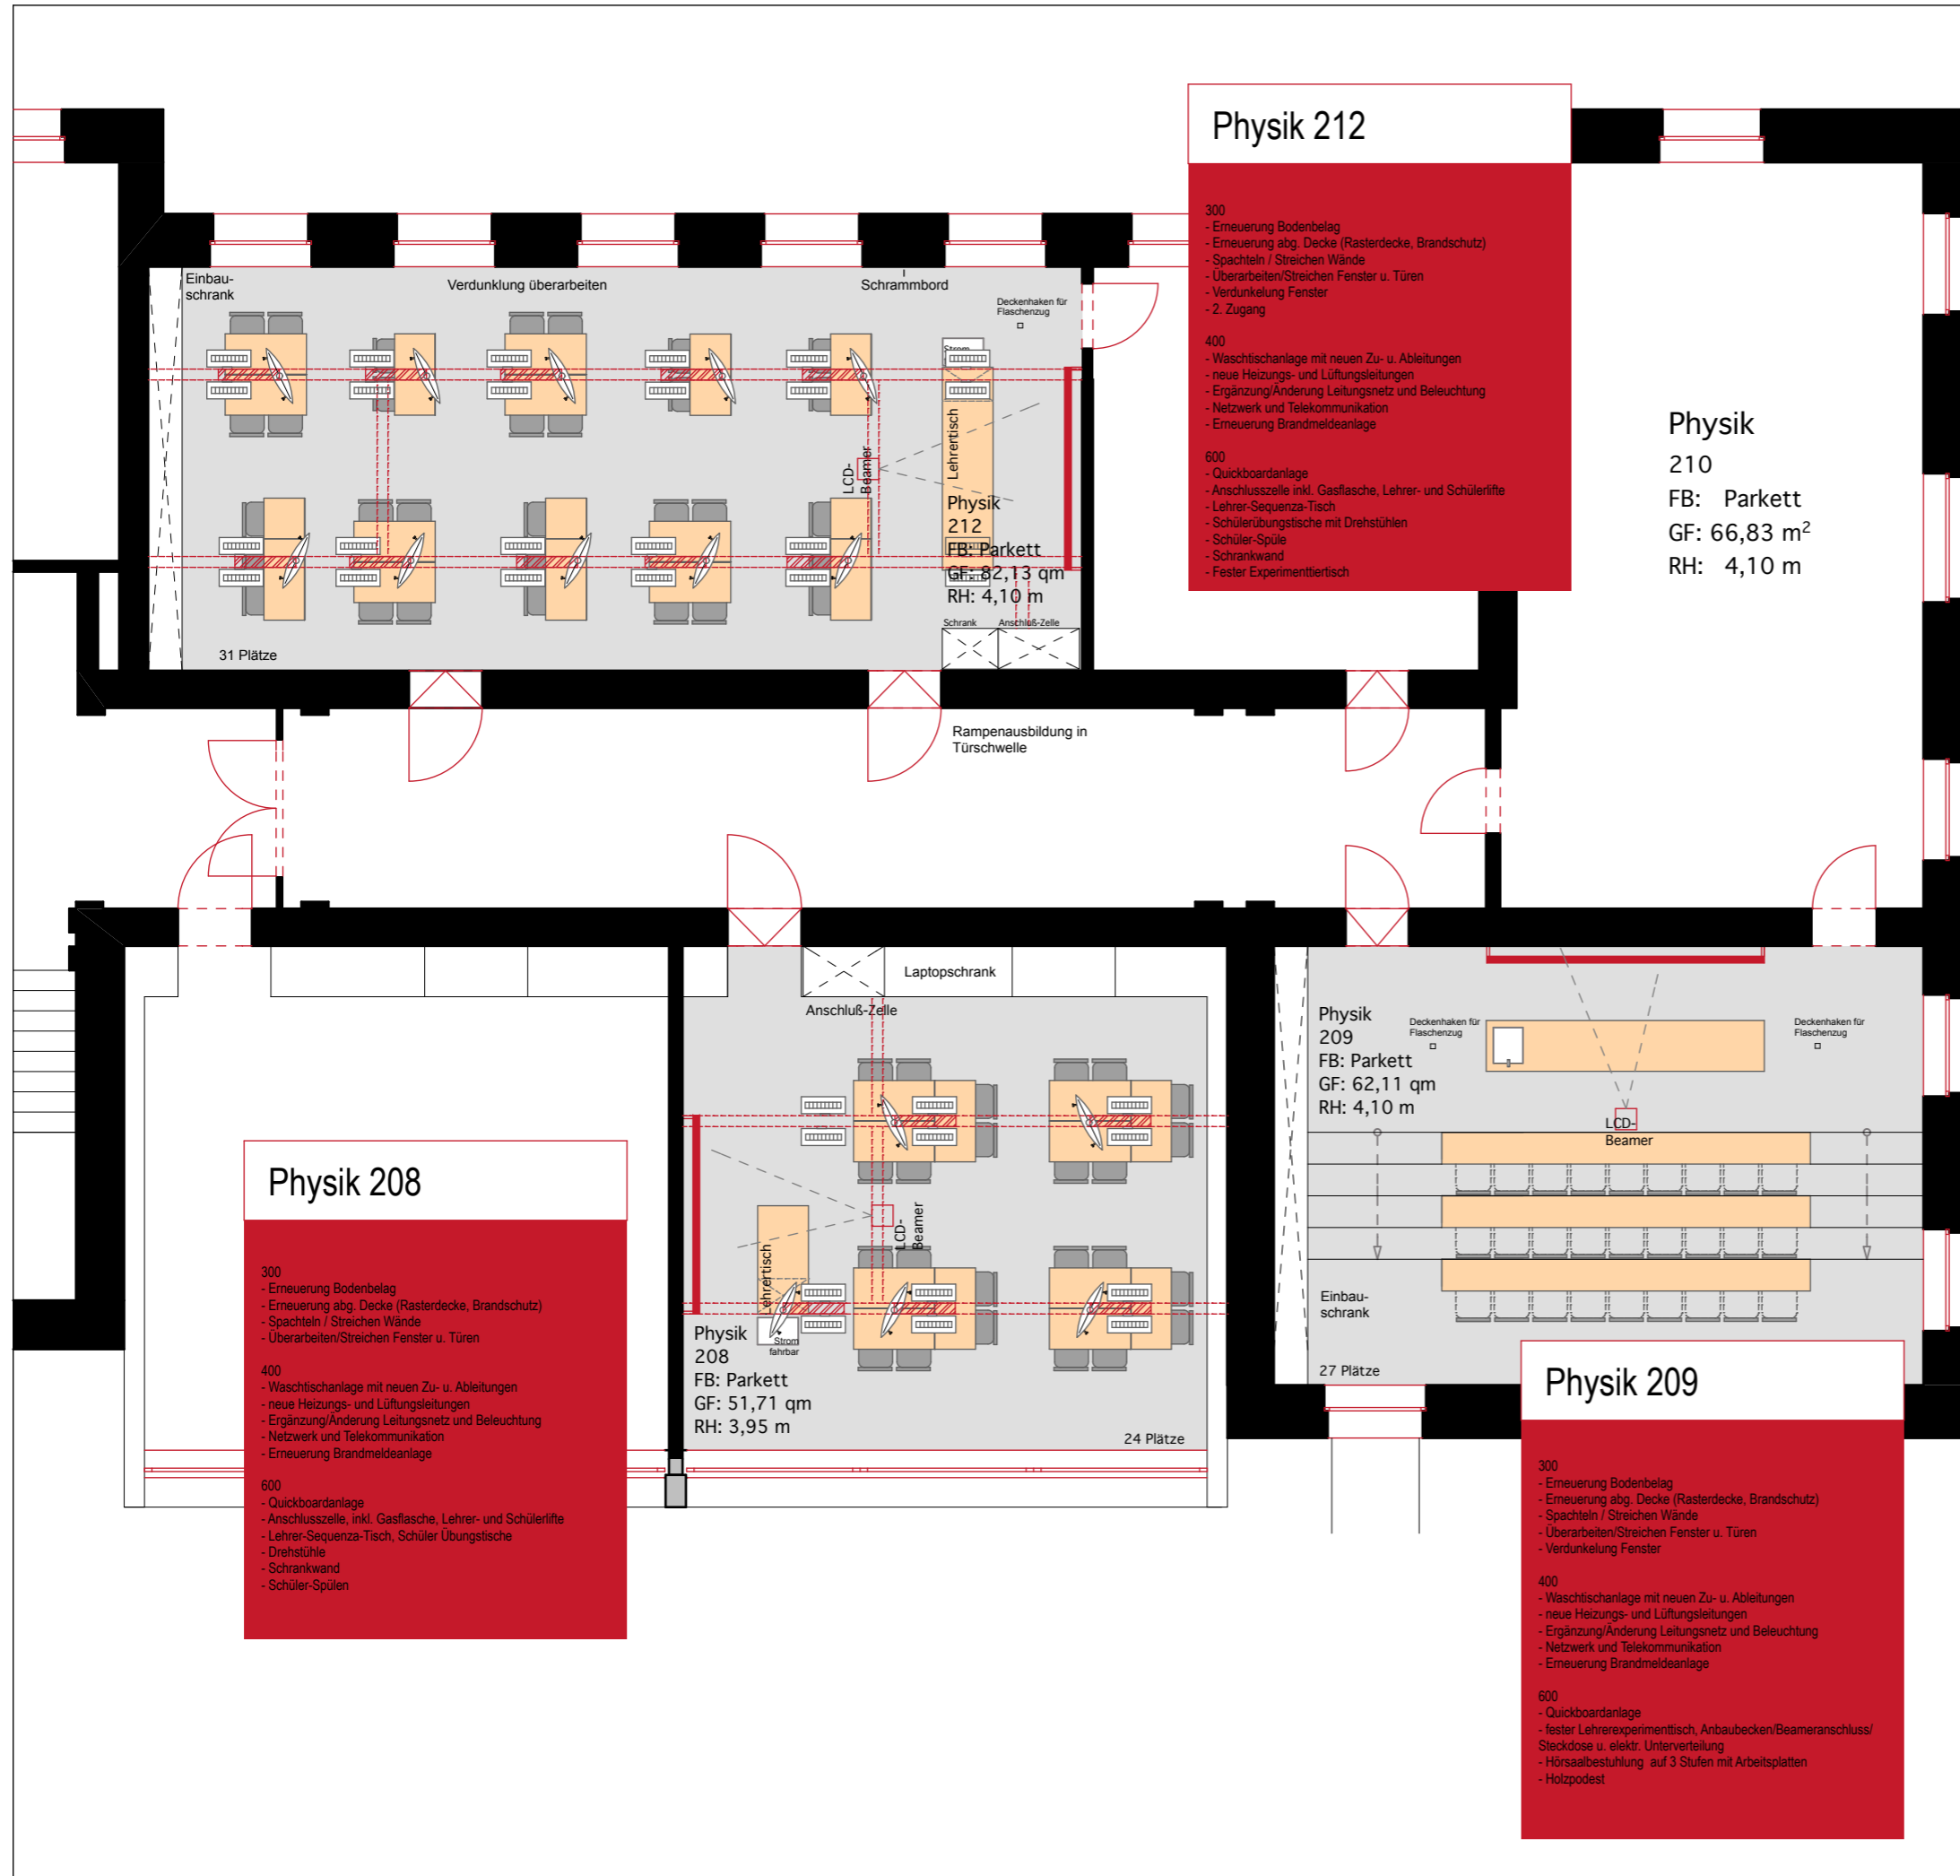 Physik 212
300
- Erneuerung Bodenbelag
- Erneuerung abg. Decke (Rasterdecke, Brandschutz)
- Spachteln / Streichen Wände
- Überarbeiten/Streichen Fenster u. Türen
- Verdunkelung Fenster
- 2. Zugang
400
- Waschtischanlage mit neuen Zu- u. Ableitungen
- neue Heizungs- und Lüftungsleitungen
- Ergänzung/Änderung Leitungsnetz und Beleuchtung
- Netzwerk und Telekommunikation
- Erneuerung Brandmeldeanlage
600
- Quickboardanlage
- Anschlusszelle inkl. Gasflasche, Lehrer- und Schülerlifte
- Lehrer-Sequenza-Tisch
- Schülerübungstische mit Drehstühlen
- Schüler-Spüle
- Schrankwand
- Fester Experimenttiertisch
Einbau-
schrank
Verdunklung überarbeiten
Schrammbord
Deckenhaken für
Flaschenzug
Strom
Lehrertisch
LCD-
Beamer
Physik
212
FB: Parkett
GF: 82,13 qm
RH: 4,10 m
Schrank
Anschluß-Zelle
31 Plätze
Physik
210
FB: Parkett
GF: 66,83 m²
RH: 4,10 m
Rampenausbildung in
Türschwelle
Laptopschrank
Anschluß-Zelle
LCD-
Beamer
Lehrertisch
Strom
fahrbar
Physik
208
FB: Parkett
GF: 51,71 qm
RH: 3,95 m
24 Plätze
Physik
209
FB: Parkett
GF: 62,11 qm
RH: 4,10 m
Deckenhaken für
Flaschenzug
Deckenhaken für
Flaschenzug
LCD-
Beamer
Einbau-
schrank
27 Plätze
Physik 208
300
- Erneuerung Bodenbelag
- Erneuerung abg. Decke (Rasterdecke, Brandschutz)
- Spachteln / Streichen Wände
- Überarbeiten/Streichen Fenster u. Türen
400
- Waschtischanlage mit neuen Zu- u. Ableitungen
- neue Heizungs- und Lüftungsleitungen
- Ergänzung/Änderung Leitungsnetz und Beleuchtung
- Netzwerk und Telekommunikation
- Erneuerung Brandmeldeanlage
600
- Quickboardanlage
- Anschlusszelle, inkl. Gasflasche, Lehrer- und Schülerlifte
- Lehrer-Sequenza-Tisch, Schüler Übungstische
- Drehstühle
- Schrankwand
- Schüler-Spülen
Physik 209
300
- Erneuerung Bodenbelag
- Erneuerung abg. Decke (Rasterdecke, Brandschutz)
- Spachteln / Streichen Wände
- Überarbeiten/Streichen Fenster u. Türen
- Verdunkelung Fenster
400
- Waschtischanlage mit neuen Zu- u. Ableitungen
- neue Heizungs- und Lüftungsleitungen
- Ergänzung/Änderung Leitungsnetz und Beleuchtung
- Netzwerk und Telekommunikation
- Erneuerung Brandmeldeanlage
600
- Quickboardanlage
- fester Lehrerexperimenttisch, Anbaubecken/Beameranschluss/
Steckdose u. elektr. Unterverteilung
- Hörsaalbestuhlung auf 3 Stufen mit Arbeitsplatten
- Holzpodest